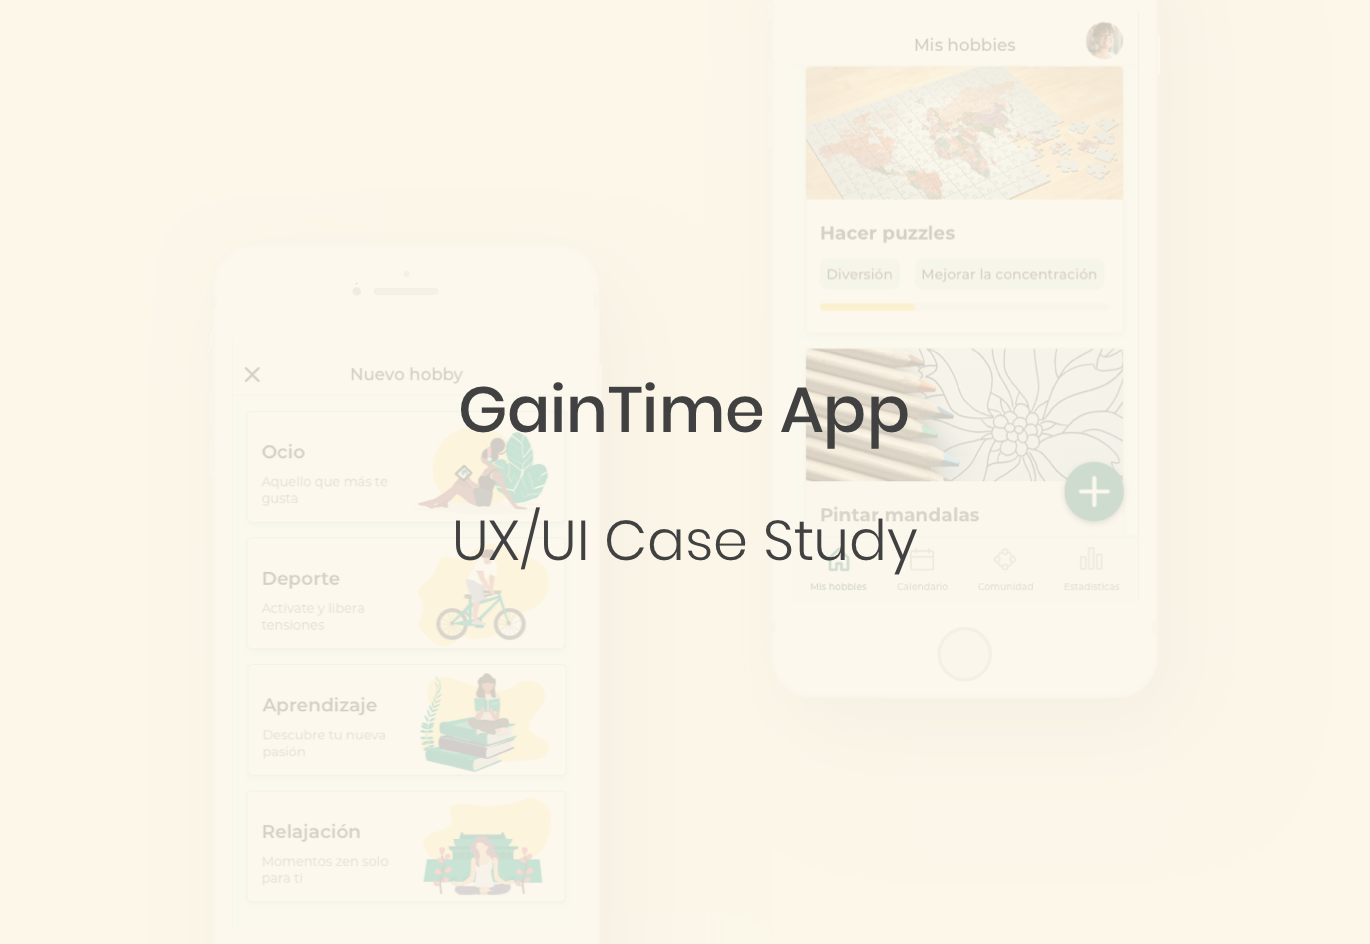 Mis hobbies
Hacer puzzles
Diversión
Mejorar la concentración
Pintar mandalas
Mis hobbies
Calendario
Comunidad
Estadísticas
Nuevo hobby
Ocio
Aquello que más te
gusta
Deporte
Activate y libera
tensiones
Aprendizaje
Descubre tu nueva
pasión
Relajación
Momentos zen solo
para ti
GainTime App
UX/UI Case Study